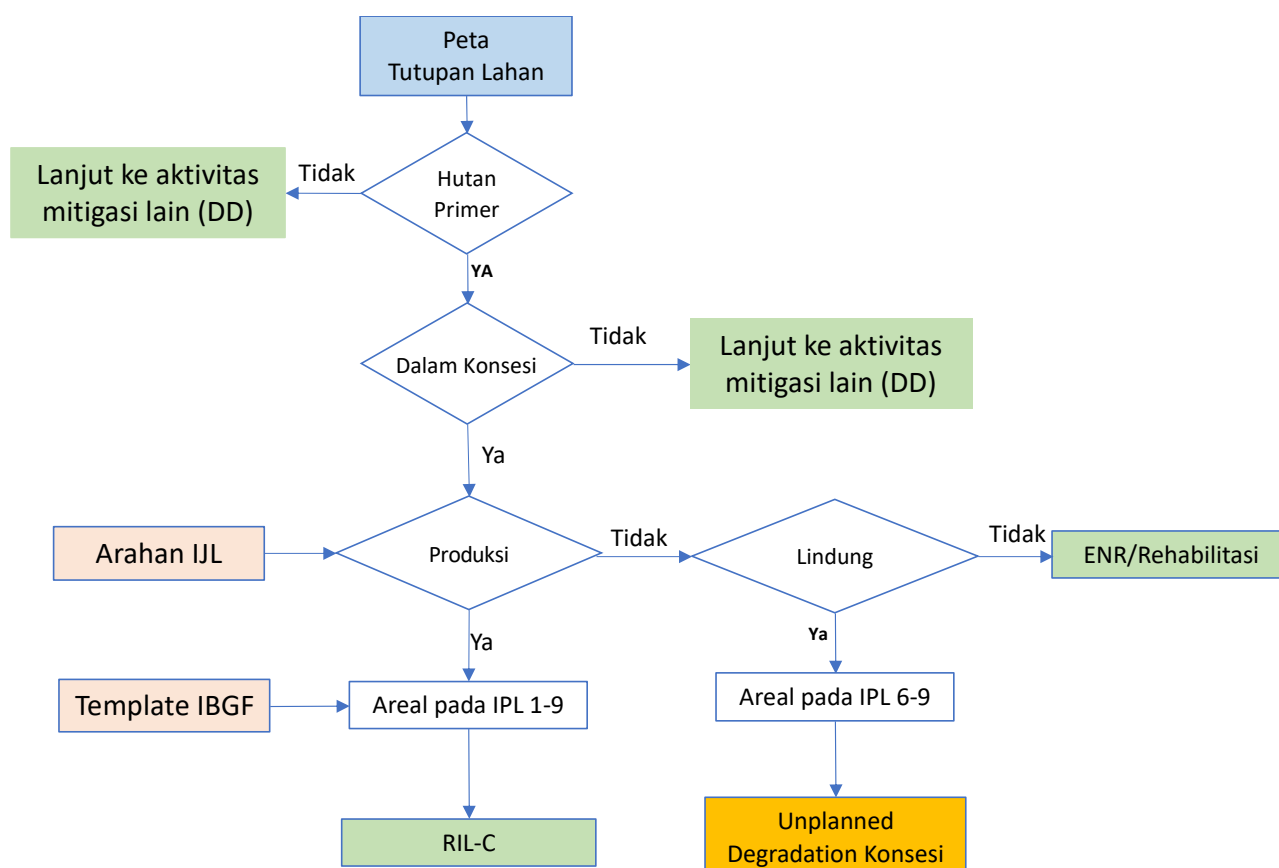 Peta
Tutupan Lahan
Lanjut ke aktivitas
mitigasi lain (DD)
Tidak
Hutan
Primer
YA
Dalam Konsesi
Tidak
Lanjut ke aktivitas
mitigasi lain (DD)
Ya
Arahan IJL
Produksi
Tidak
Lindung
Tidak
ENR/Rehabilitasi
Ya
Ya
Template IBGF
Areal pada IPL 1-9
Areal pada IPL 6-9
RIL-C
Unplanned
Degradation Konsesi